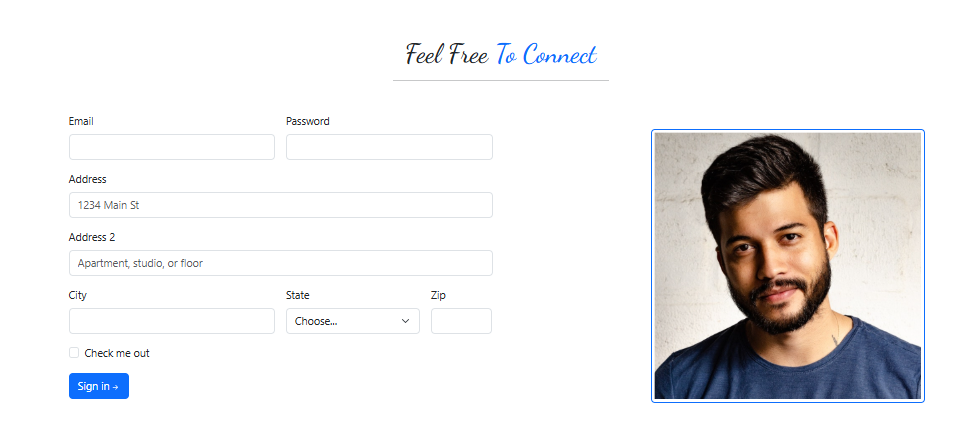 Feel Free To Connect
Email Password
1234 Main St
Address
Address 2
Apartment, studio, or floor
City State Zip
Choose...
Check me out
Sign in →